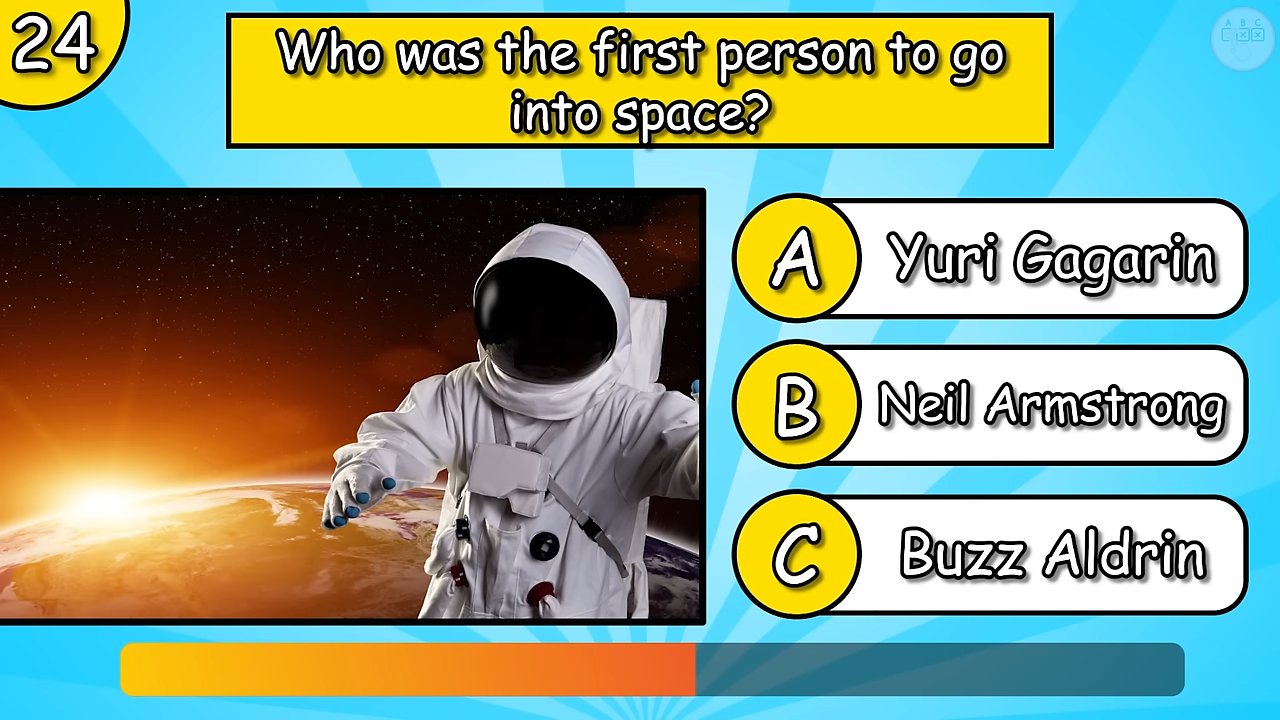 24
Who was the first person to go
into space?
A
Yuri Gagarin
B
Neil Armstrong
C
Buzz Aldrin